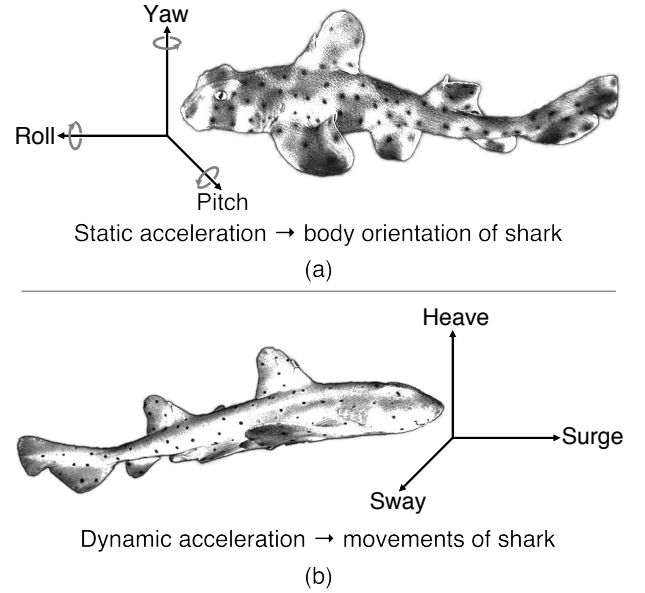 Yaw
Roll
Pitch
Static acceleration → body orientation of shark
(a)
Heave
Surge
Sway
Dynamic acceleration → movements of shark
(b)